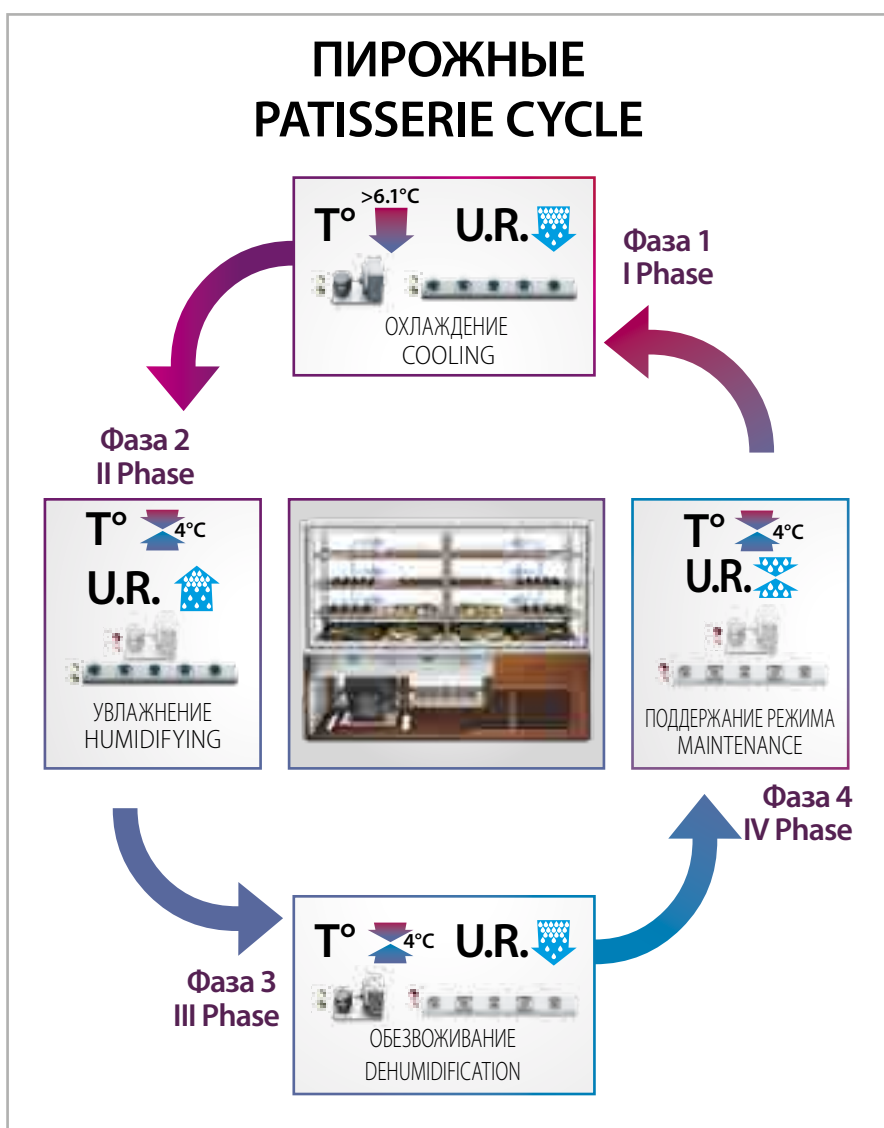 ПИРОЖНЫЕ
PATISSERIE CYCLE
>6.1°C
T° U.R.
ОХЛАЖДЕНИЕ
COOLING
Фаза 1
I Phase
Фаза 2
II Phase
T° 4°C
U.R.
УВЛАЖНЕНИЕ
HUMIDIFYING
T° 4°C
U.R.
ПОДДЕРЖАНИЕ РЕЖИМА
MAINTENANCE
Фаза 4
IV Phase
T° 4°C U.R.
Фаза 3
III Phase
ОБЕЗВОЖИВАНИЕ
DEHUMIDIFICATION